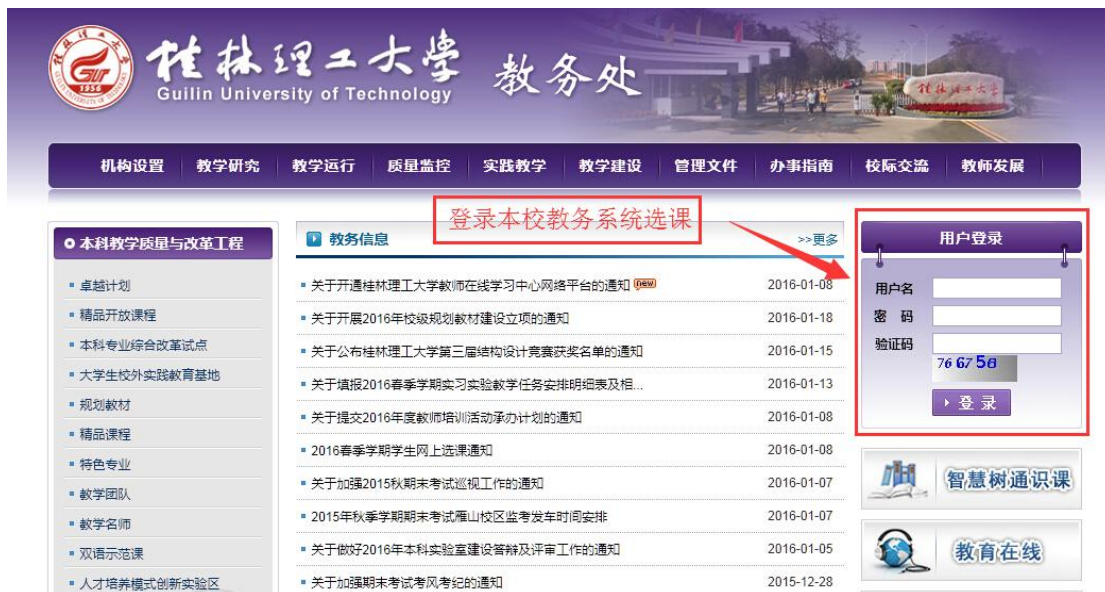 桂林理工大学 教务处
Guilin University of Technology
GUT
1956
桂林理工大学
机构设置 教学研究 教学运行 质量监控 实践教学 教学建设 管理文件 办事指南 校际交流 教师发展
登录本校教务系统选课
本科教学质量与改革工程
卓越计划
精品开放课程
本科专业综合改革试点
大学生校外实践教育基地
规划教材
精品课程
特色专业
教学团队
教学名师
双语示范课
人才培养模式创新实验区
教务信息 >>更多
关于开通桂林理工大学教师在线学习中心网络平台的通知 new 2016-01-08
关于开展2016年校级规划教材建设立项的通知 2016-01-18
关于公布桂林理工大学第三届结构设计竞赛获奖名单的通知 2016-01-15
关于填报2016春季学期实习实验教学任务安排明细表及相... 2016-01-13
关于提交2016年度教师培训活动承办计划的通知 2016-01-08
2016春季学期学生网上选课通知 2016-01-08
关于加强2015秋期末考试巡视工作的通知 2016-01-07
2015年秋季学期期末考试雁山校区监考发车时间安排 2016-01-07
关于做好2016年本科实验室建设答辩及评审工作的通知 2016-01-05
关于加强期末考试考风考纪的通知 2015-12-28
用户登录
用户名
密 码
验证码
766758
登 录
智慧树通识课
教育在线